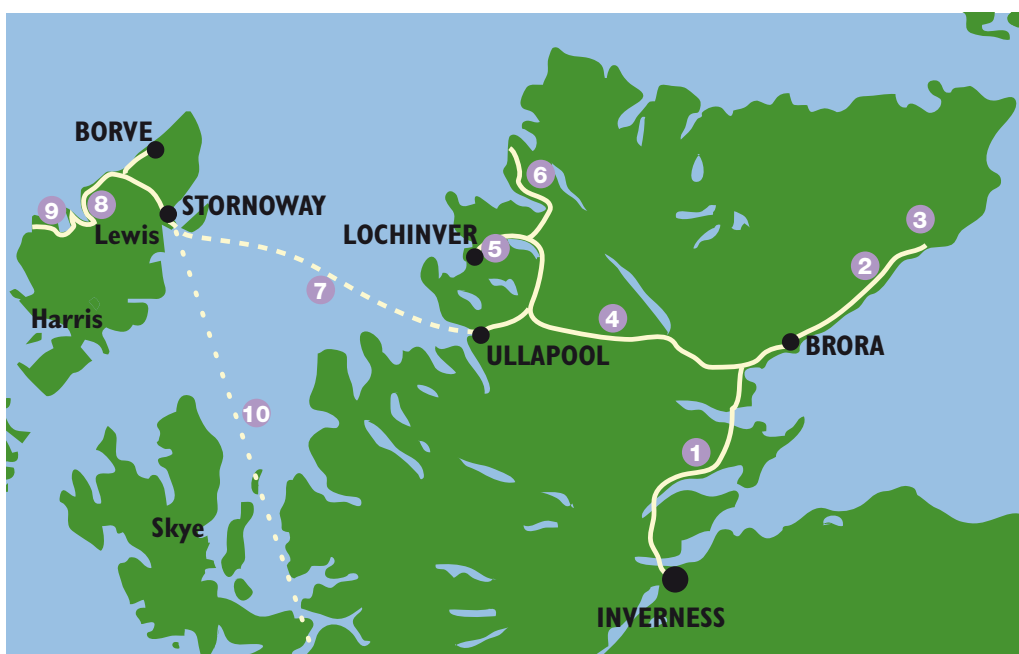 BORVE
6
9
8
STORNOWAY
3
Lewis
LOCHINVER
5
2
7
Harris
4
ULLAPOOL
BRORA
10
1
Skye
INVERNESS